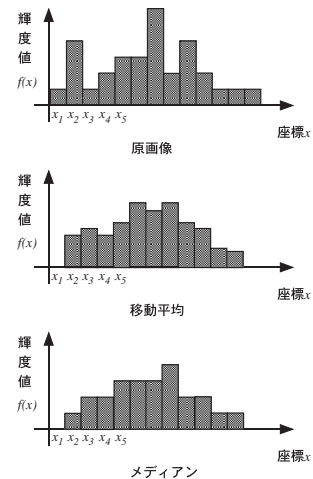 輝度値
f(x)
x1 x2 x3 x4 x5
座標x
原画像
輝度値
f(x)
x1 x2 x3 x4 x5
座標x
移動平均
輝度値
f(x)
x1 x2 x3 x4 x5
座標x
メディアン